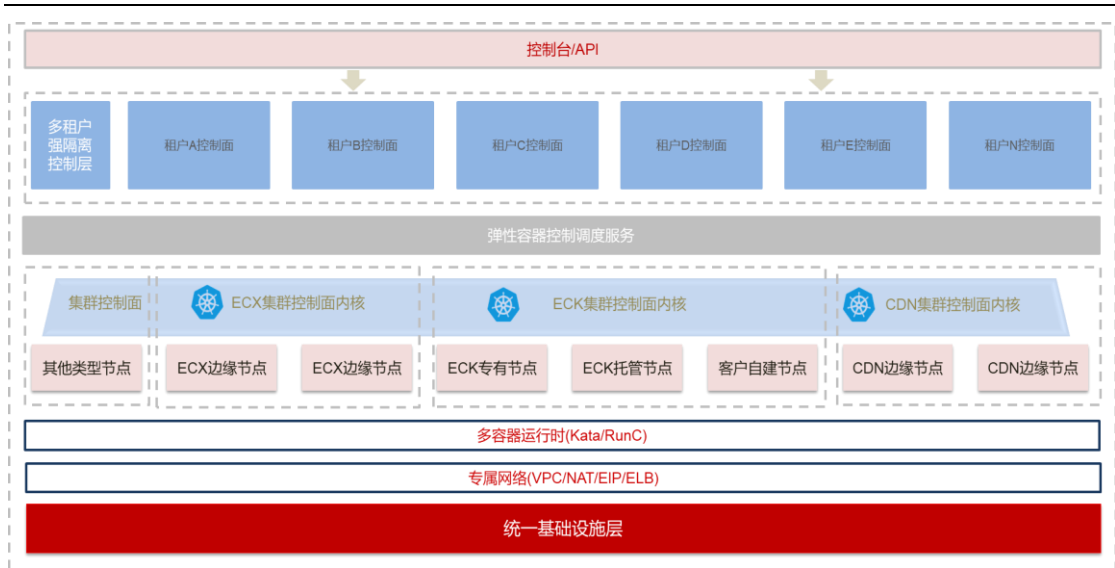 控制台/API
多租户
强隔离
控制层
租户A控制面
租户B控制面
租户C控制面
租户D控制面
租户E控制面
租户N控制面
弹性容器控制调度服务
集群控制面
ECX集群控制面内核
ECK集群控制面内核
CDN集群控制面内核
其他类型节点
ECX边缘节点
ECX边缘节点
ECK专有节点
ECK托管节点
客户自建节点
CDN边缘节点
CDN边缘节点
多容器运行时(Kata/RunC)
专属网络(VPC/NAT/EIP/ELB)
统一基础设施层